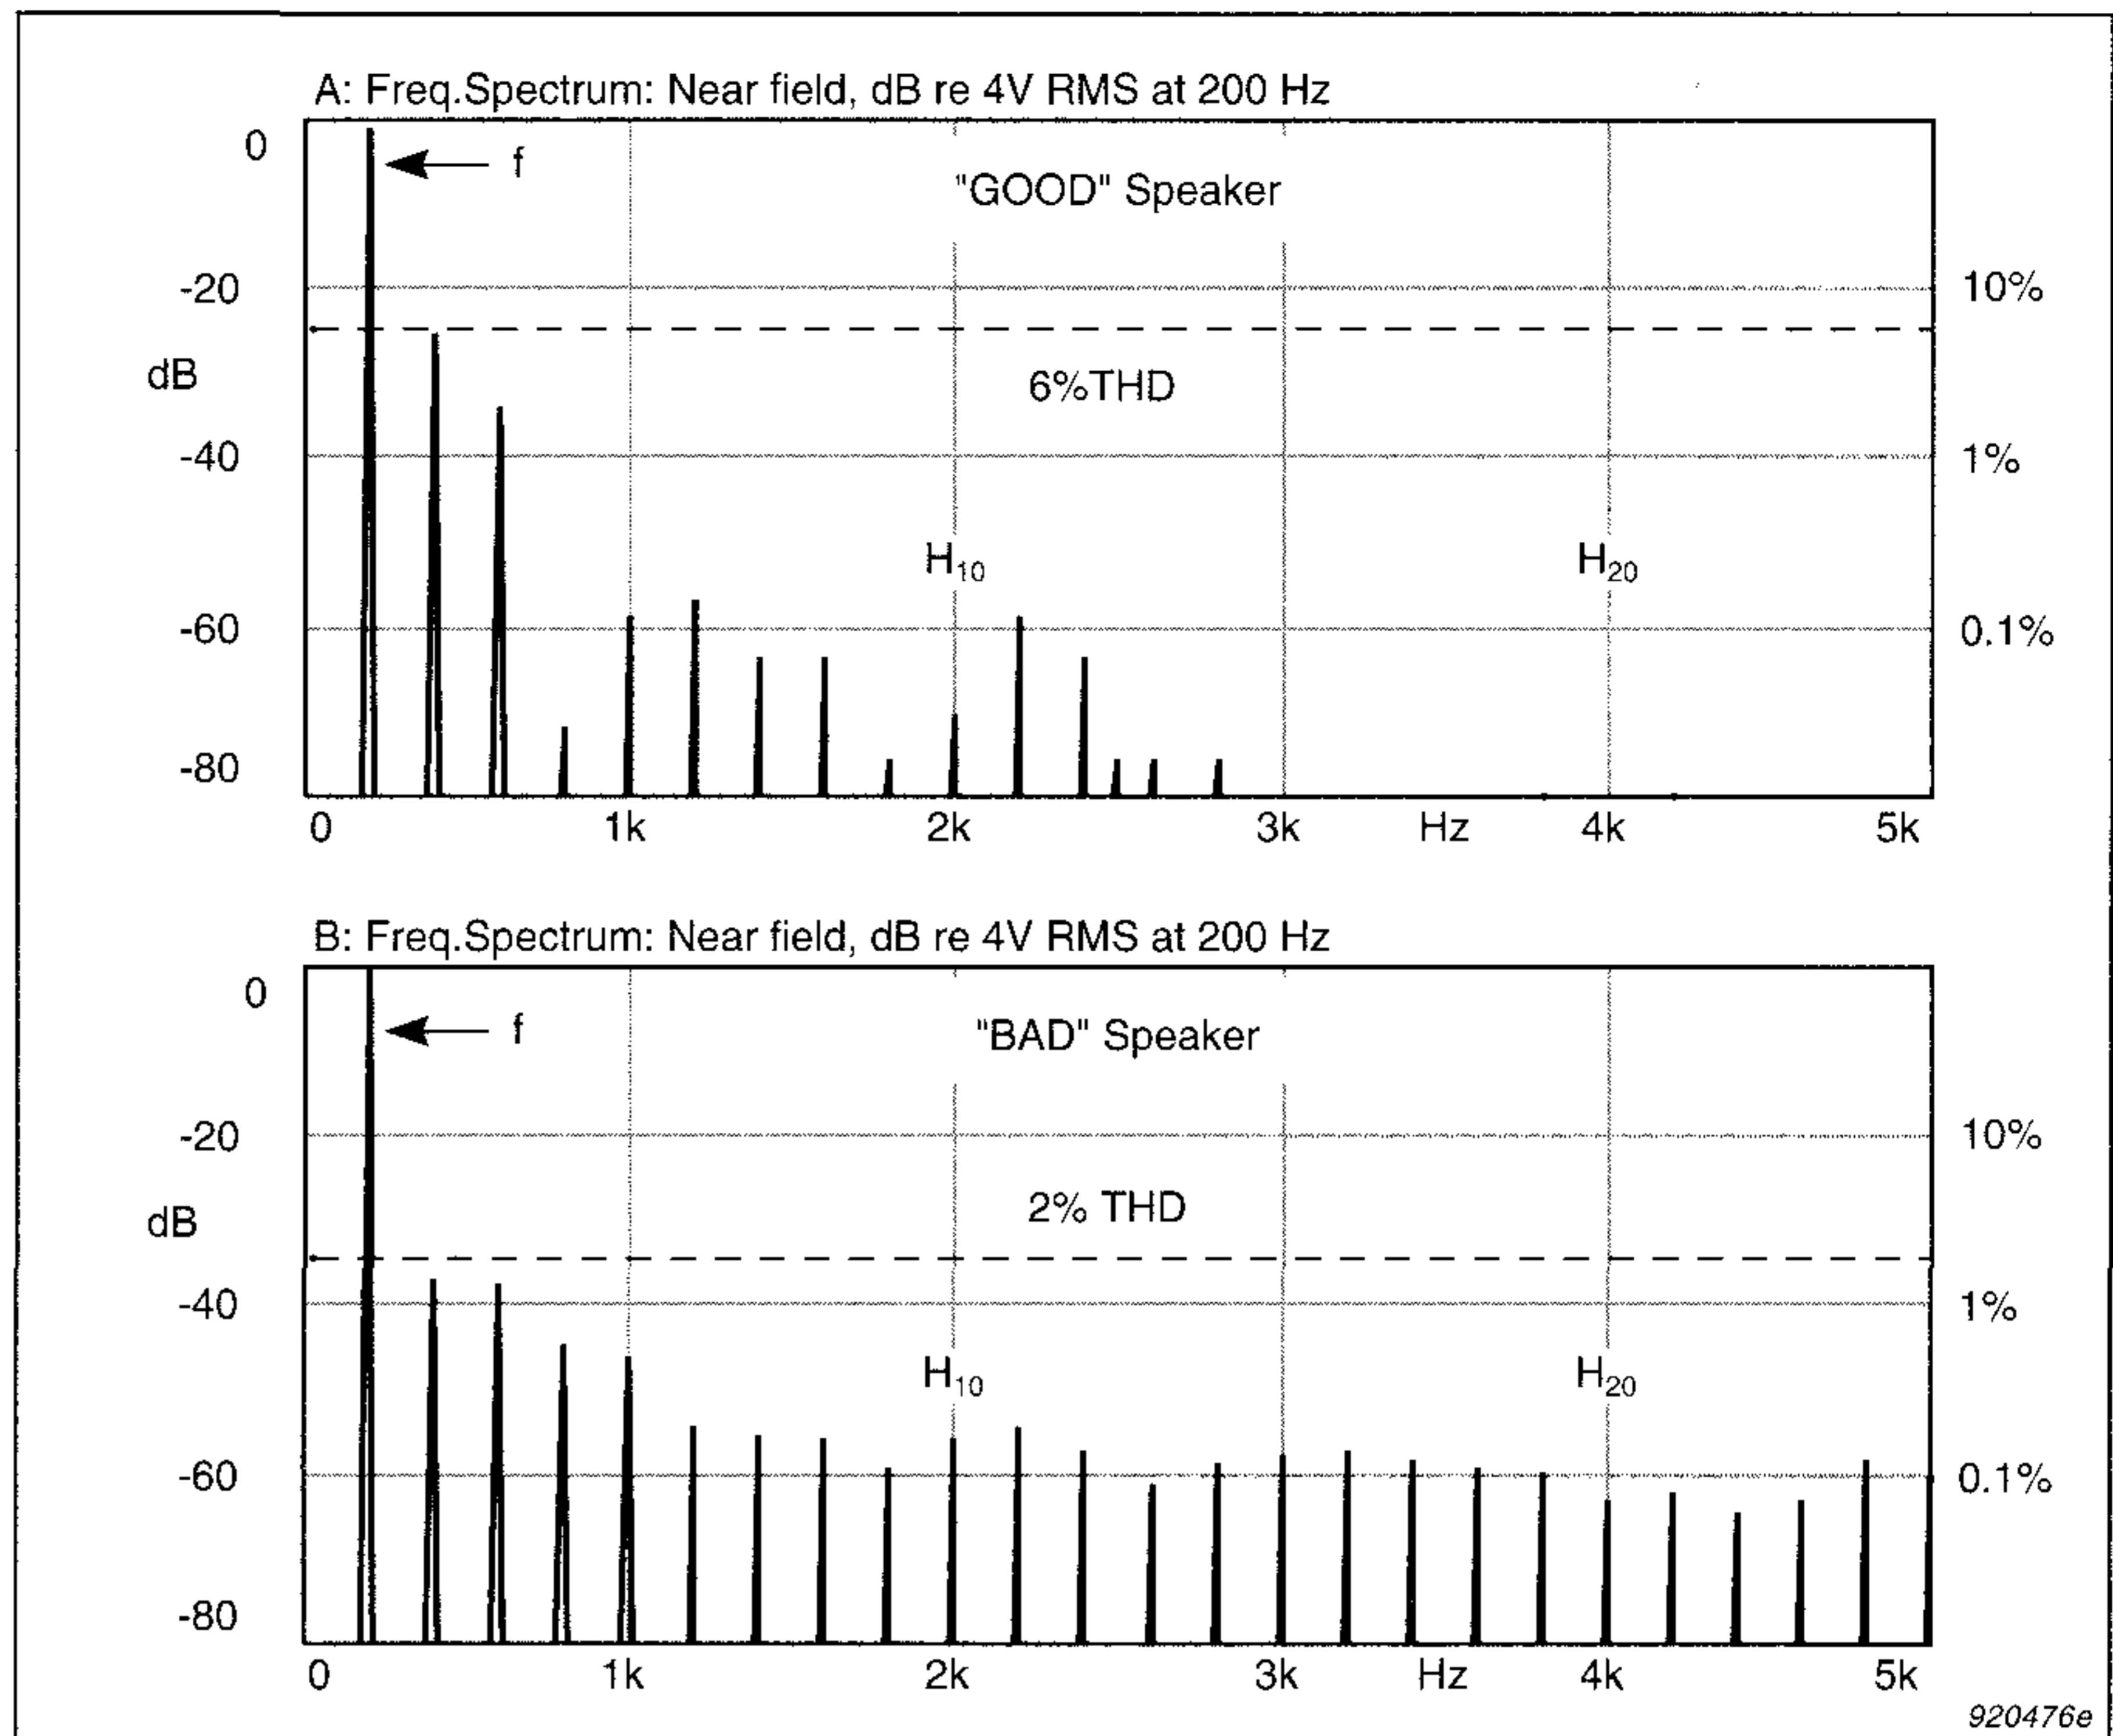 A: Freq.Spectrum: Near field, dB re 4V RMS at 200 Hz
0
f
"GOOD" Speaker
-20
10%
dB
6%THD
-40
1%
H₁₀
H₂₀
-60
0.1%
-80
0 1k 2k 3k Hz 4k 5k
B: Freq.Spectrum: Near field, dB re 4V RMS at 200 Hz
0
f
"BAD" Speaker
-20
10%
2% THD
dB
-40
1%
H₁₀
H₂₀
-60
0.1%
-80
0 1k 2k 3k Hz 4k 5k
920476e